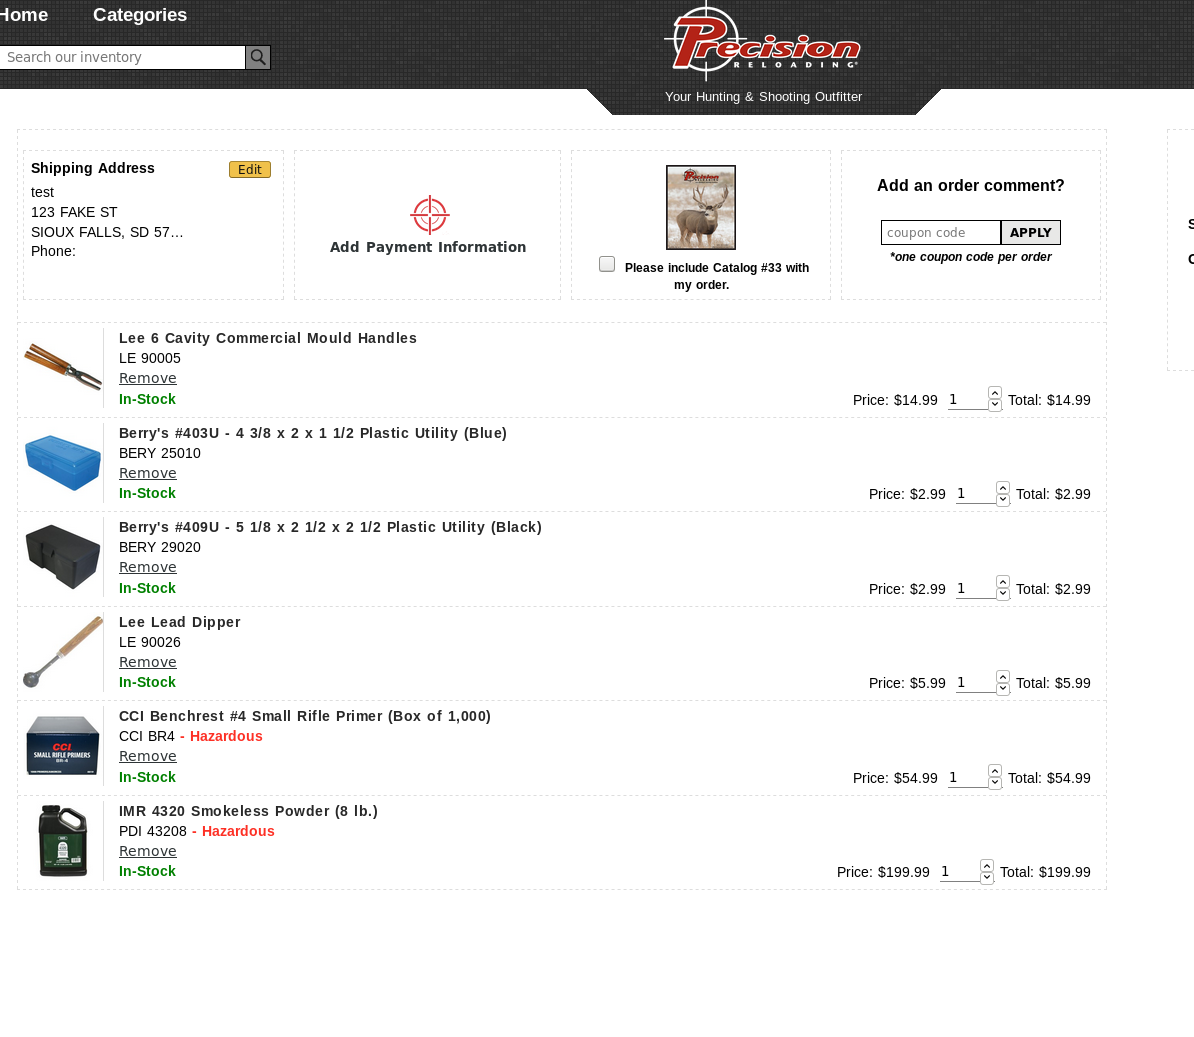 Home
Categories
Search our inventory
Precision
RELOADING
Your Hunting & Shooting Outfitter
Shipping Address
Edit
test
123 FAKE ST
SIOUX FALLS, SD 57…
Phone:
Add Payment Information
Precision
Please include Catalog #33 with
my order.
Add an order comment?
coupon code
APPLY
*one coupon code per order
Lee 6 Cavity Commercial Mould Handles
LE 90005
Remove
In-Stock
Price: $14.99 1 Total: $14.99
Berry's #403U - 4 3/8 x 2 x 1 1/2 Plastic Utility (Blue)
BERY 25010
Remove
In-Stock
Price: $2.99 1 Total: $2.99
Berry's #409U - 5 1/8 x 2 1/2 x 2 1/2 Plastic Utility (Black)
BERY 29020
Remove
In-Stock
Price: $2.99 1 Total: $2.99
Lee Lead Dipper
LE 90026
Remove
In-Stock
Price: $5.99 1 Total: $5.99
CCI
SMALL RIFLE PRIMERS
BR-4
CCI Benchrest #4 Small Rifle Primer (Box of 1,000)
CCI BR4 - Hazardous
Remove
In-Stock
Price: $54.99 1 Total: $54.99
IMR 4320 Smokeless Powder (8 lb.)
PDI 43208 - Hazardous
Remove
In-Stock
Price: $199.99 1 Total: $199.99